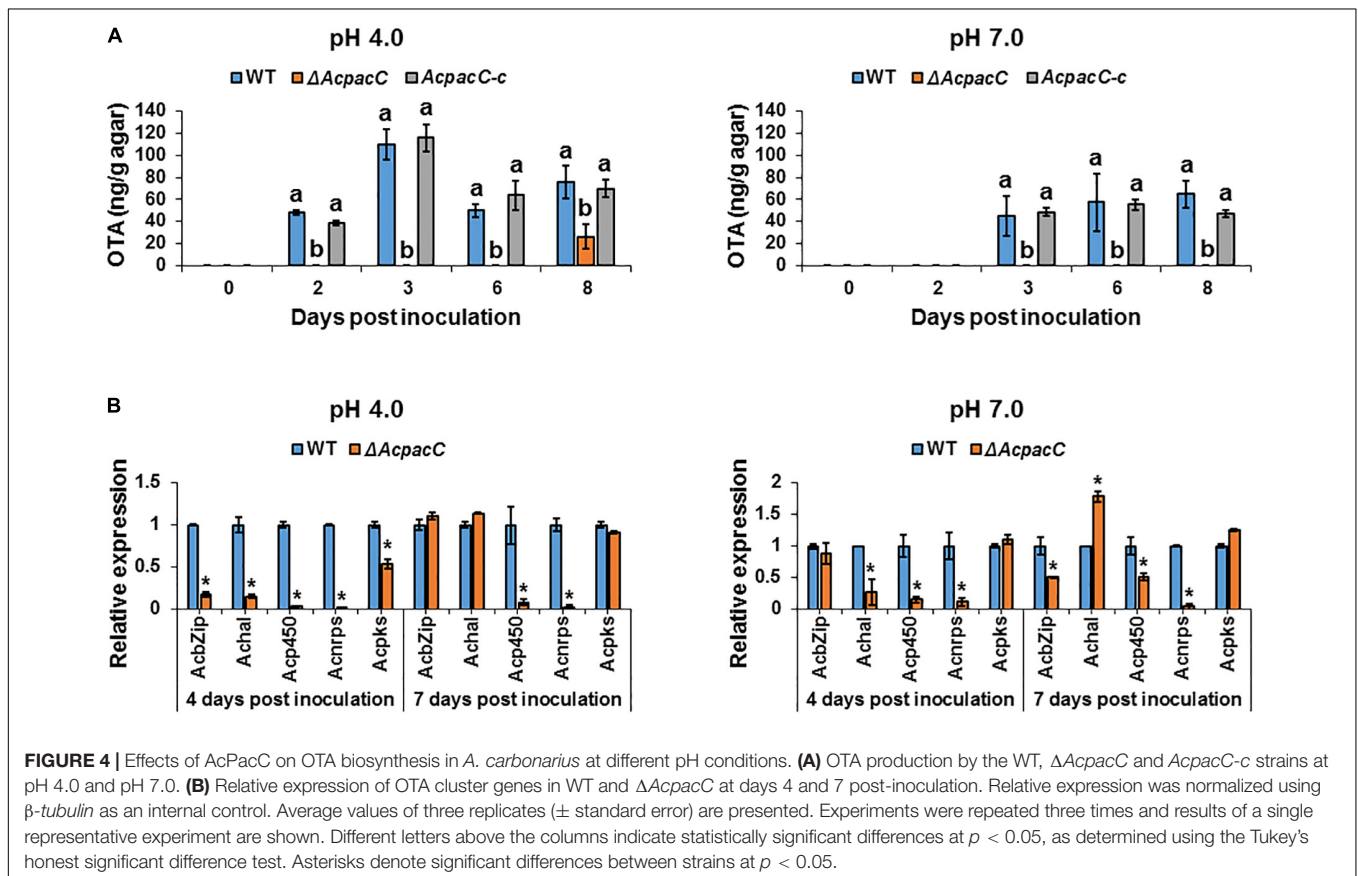 A
pH 4.0
WT ΔAcpacC AcpacC-c
OTA (ng/g agar)
140
120
100
80
60
40
20
0
a b a a b a a b a a b a
0 2 3 6 8
Days post inoculation
pH 7.0
WT ΔAcpacC AcpacC-c
OTA (ng/g agar)
140
120
100
80
60
40
20
0
a b a a b a a b a
0 2 3 6 8
Days post inoculation
B
pH 4.0
WT ΔAcpacC
Relative expression
1.5
1
0.5
0
* * * * * * *
AcbZip Achal Acp450 Acnrps Acpks AcbZip Achal Acp450 Acnrps Acpks
4 days post inoculation 7 days post inoculation
pH 7.0
WT ΔAcpacC
Relative expression
2
1.5
1
0.5
0
* * * * * * *
AcbZip Achal Acp450 Acnrps Acpks AcbZip Achal Acp450 Acnrps Acpks
4 days post inoculation 7 days post inoculation
FIGURE 4 | Effects of AcPacC on OTA biosynthesis in A. carbonarius at different pH conditions. (A) OTA production by the WT, ΔAcpacC and AcpacC-c strains at
pH 4.0 and pH 7.0. (B) Relative expression of OTA cluster genes in WT and ΔAcpacC at days 4 and 7 post-inoculation. Relative expression was normalized using
β-tubulin as an internal control. Average values of three replicates (± standard error) are presented. Experiments were repeated three times and results of a single
representative experiment are shown. Different letters above the columns indicate statistically significant differences at p < 0.05, as determined using the Tukey's
honest significant difference test. Asterisks denote significant differences between strains at p < 0.05.